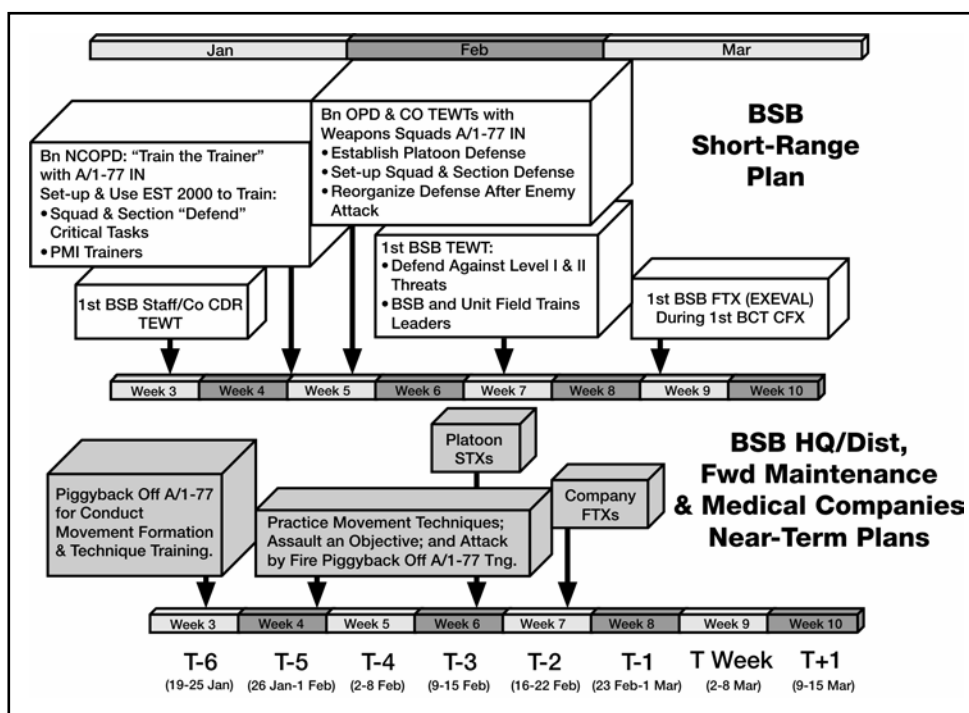 Jan
Feb
Mar
Bn NCOPD: “Train the Trainer”
with A/1-77 IN
Set-up & Use EST 2000 to Train:
•Squad & Section “Defend”
Critical Tasks
•PMI Trainers
Bn OPD & CO TEWTs with
Weapons Squads A/1-77 IN
•Establish Platoon Defense
•Set-up Squad & Section Defense
•Reorganize Defense After Enemy
Attack
BSB
Short-Range
Plan
1st BSB Staff/Co CDR
TEWT
1st BSB TEWT:
• Defend Against Level I & II
Threats
• BSB and Unit Field Trains
Leaders
1st BSB FTX (EXEVAL)
During 1st BCT CFX
Week 3
Week 4
Week 5
Week 6
Week 7
Week 8
Week 9
Week 10
Piggyback Off A/1-77
for Conduct
Movement Formation
& Technique Training.
Practice Movement Techniques;
Assault an Objective; and Attack
by Fire Piggyback Off A/1-77 Tng.
Platoon
STXs
Company
FTXs
BSB HQ/Dist,
Fwd Maintenance
& Medical Companies
Near-Term Plans
Week 3
Week 4
Week 5
Week 6
Week 7
Week 8
Week 9
Week 10
T-6
(19-25 Jan)
T-5
(26 Jan-1 Feb)
T-4
(2-8 Feb)
T-3
(9-15 Feb)
T-2
(16-22 Feb)
T-1
(23 Feb-1 Mar)
T Week
(2-8 Mar)
T+1
(9-15 Mar)